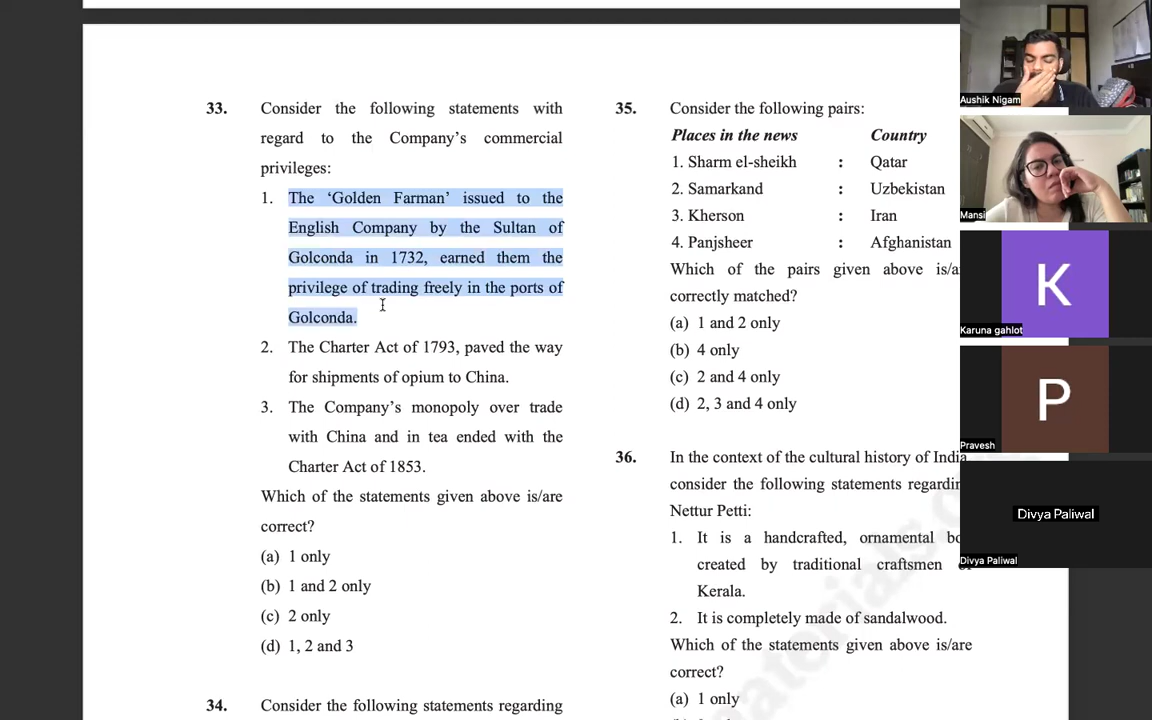 33. Consider the following statements with
regard to the Company's commercial
privileges:
1. The 'Golden Farman' issued to the
English Company by the Sultan of
Golconda in 1732, earned them the
privilege of trading freely in the ports of
Golconda.
2. The Charter Act of 1793, paved the way
for shipments of opium to China.
3. The Company's monopoly over trade
with China and in tea ended with the
Charter Act of 1853.
Which of the statements given above is/are
correct?
(a) 1 only
(b) 1 and 2 only
(c) 2 only
(d) 1, 2 and 3
34. Consider the following statements regarding
35. Consider the following pairs:
Places in the news Country
1. Sharm el-sheikh : Qatar
2. Samarkand : Uzbekistan
3. Kherson : Iran
4. Panjsheer : Afghanistan
Which of the pairs given above is/a
correctly matched?
(a) 1 and 2 only
(b) 4 only
(c) 2 and 4 only
(d) 2, 3 and 4 only
36. In the context of the cultural history of India
consider the following statements regardin
Nettur Petti:
1. It is a handcrafted, ornamental bo
created by traditional craftsmen
Kerala.
2. It is completely made of sandalwood.
Which of the statements given above is/are
correct?
(a) 1 only
Aushik Nigam
Mansi
K
Karuna gahlot
P
Pravesh
Divya Paliwal
Divya Paliwal